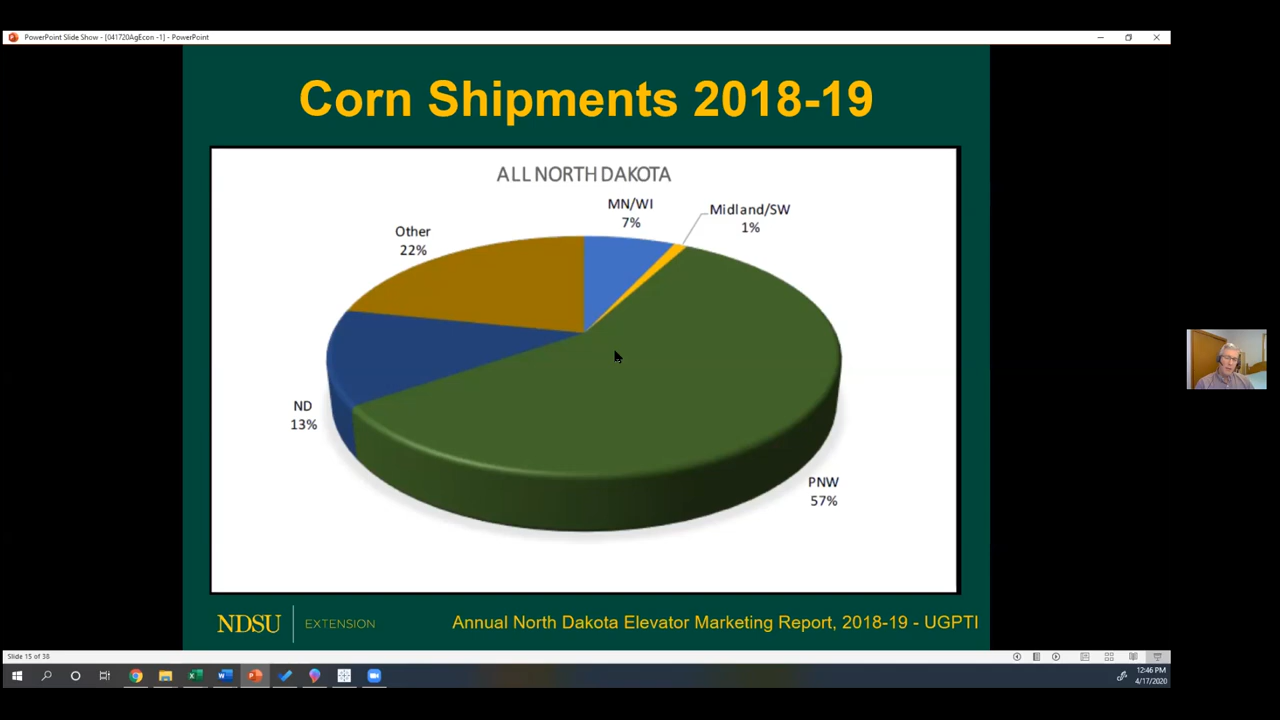 PowerPoint Slide Show - [041720AgEcon -1] - PowerPoint
Corn Shipments 2018-19
ALL NORTH DAKOTA
MN/WI
7%
Midland/SW
1%
Other
22%
ND
13%
PNW
57%
NDSU EXTENSION
Annual North Dakota Elevator Marketing Report, 2018-19 - UGPTI
Slide 15 of 38
12:46 PM
4/17/2020